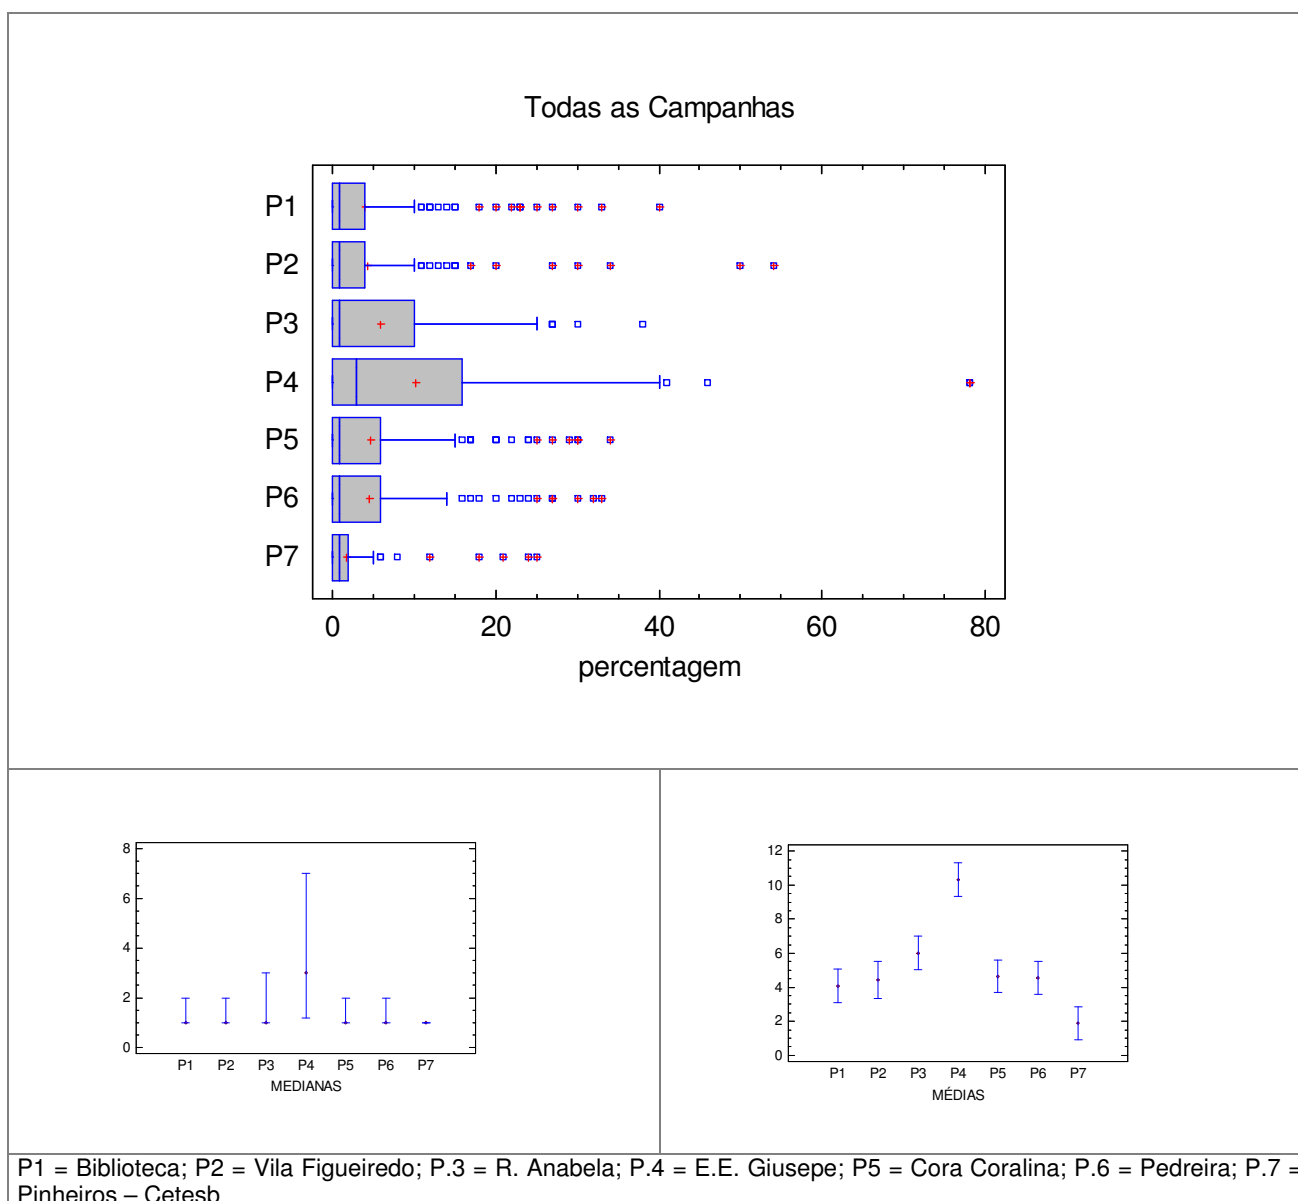 Todas as Campanhas
P1
P2
P3
P4
P5
P6
P7
0 20 40 60 80
percentagem
8
6
4
2
0
P1 P2 P3 P4 P5 P6 P7
MEDIANAS
12
10
8
6
4
2
0
P1 P2 P3 P4 P5 P6 P7
MÉDIAS
P1 = Biblioteca; P2 = Vila Figueiredo; P.3 = R. Anabela; P.4 = E.E. Giusepe; P5 = Cora Coralina; P.6 = Pedreira; P.7 =
Pinheiros – Cetesb